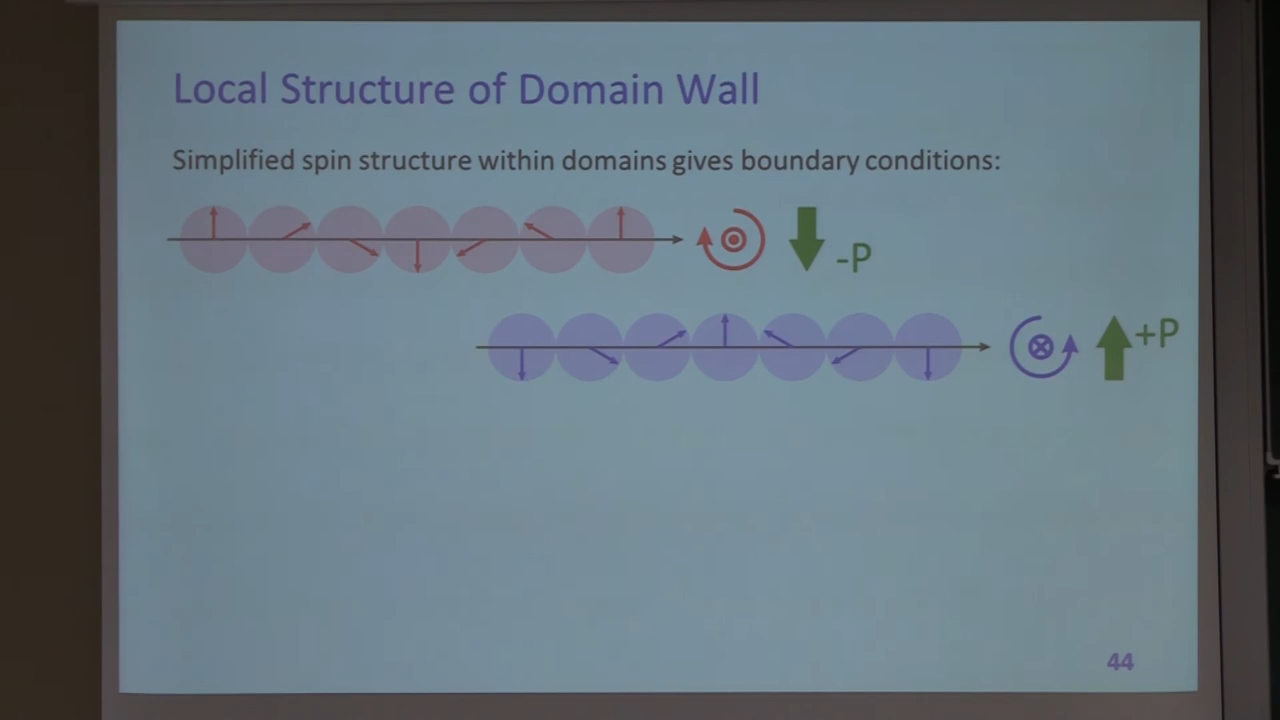 Local Structure of Domain Wall
Simplified spin structure within domains gives boundary conditions:
-P
+P
44